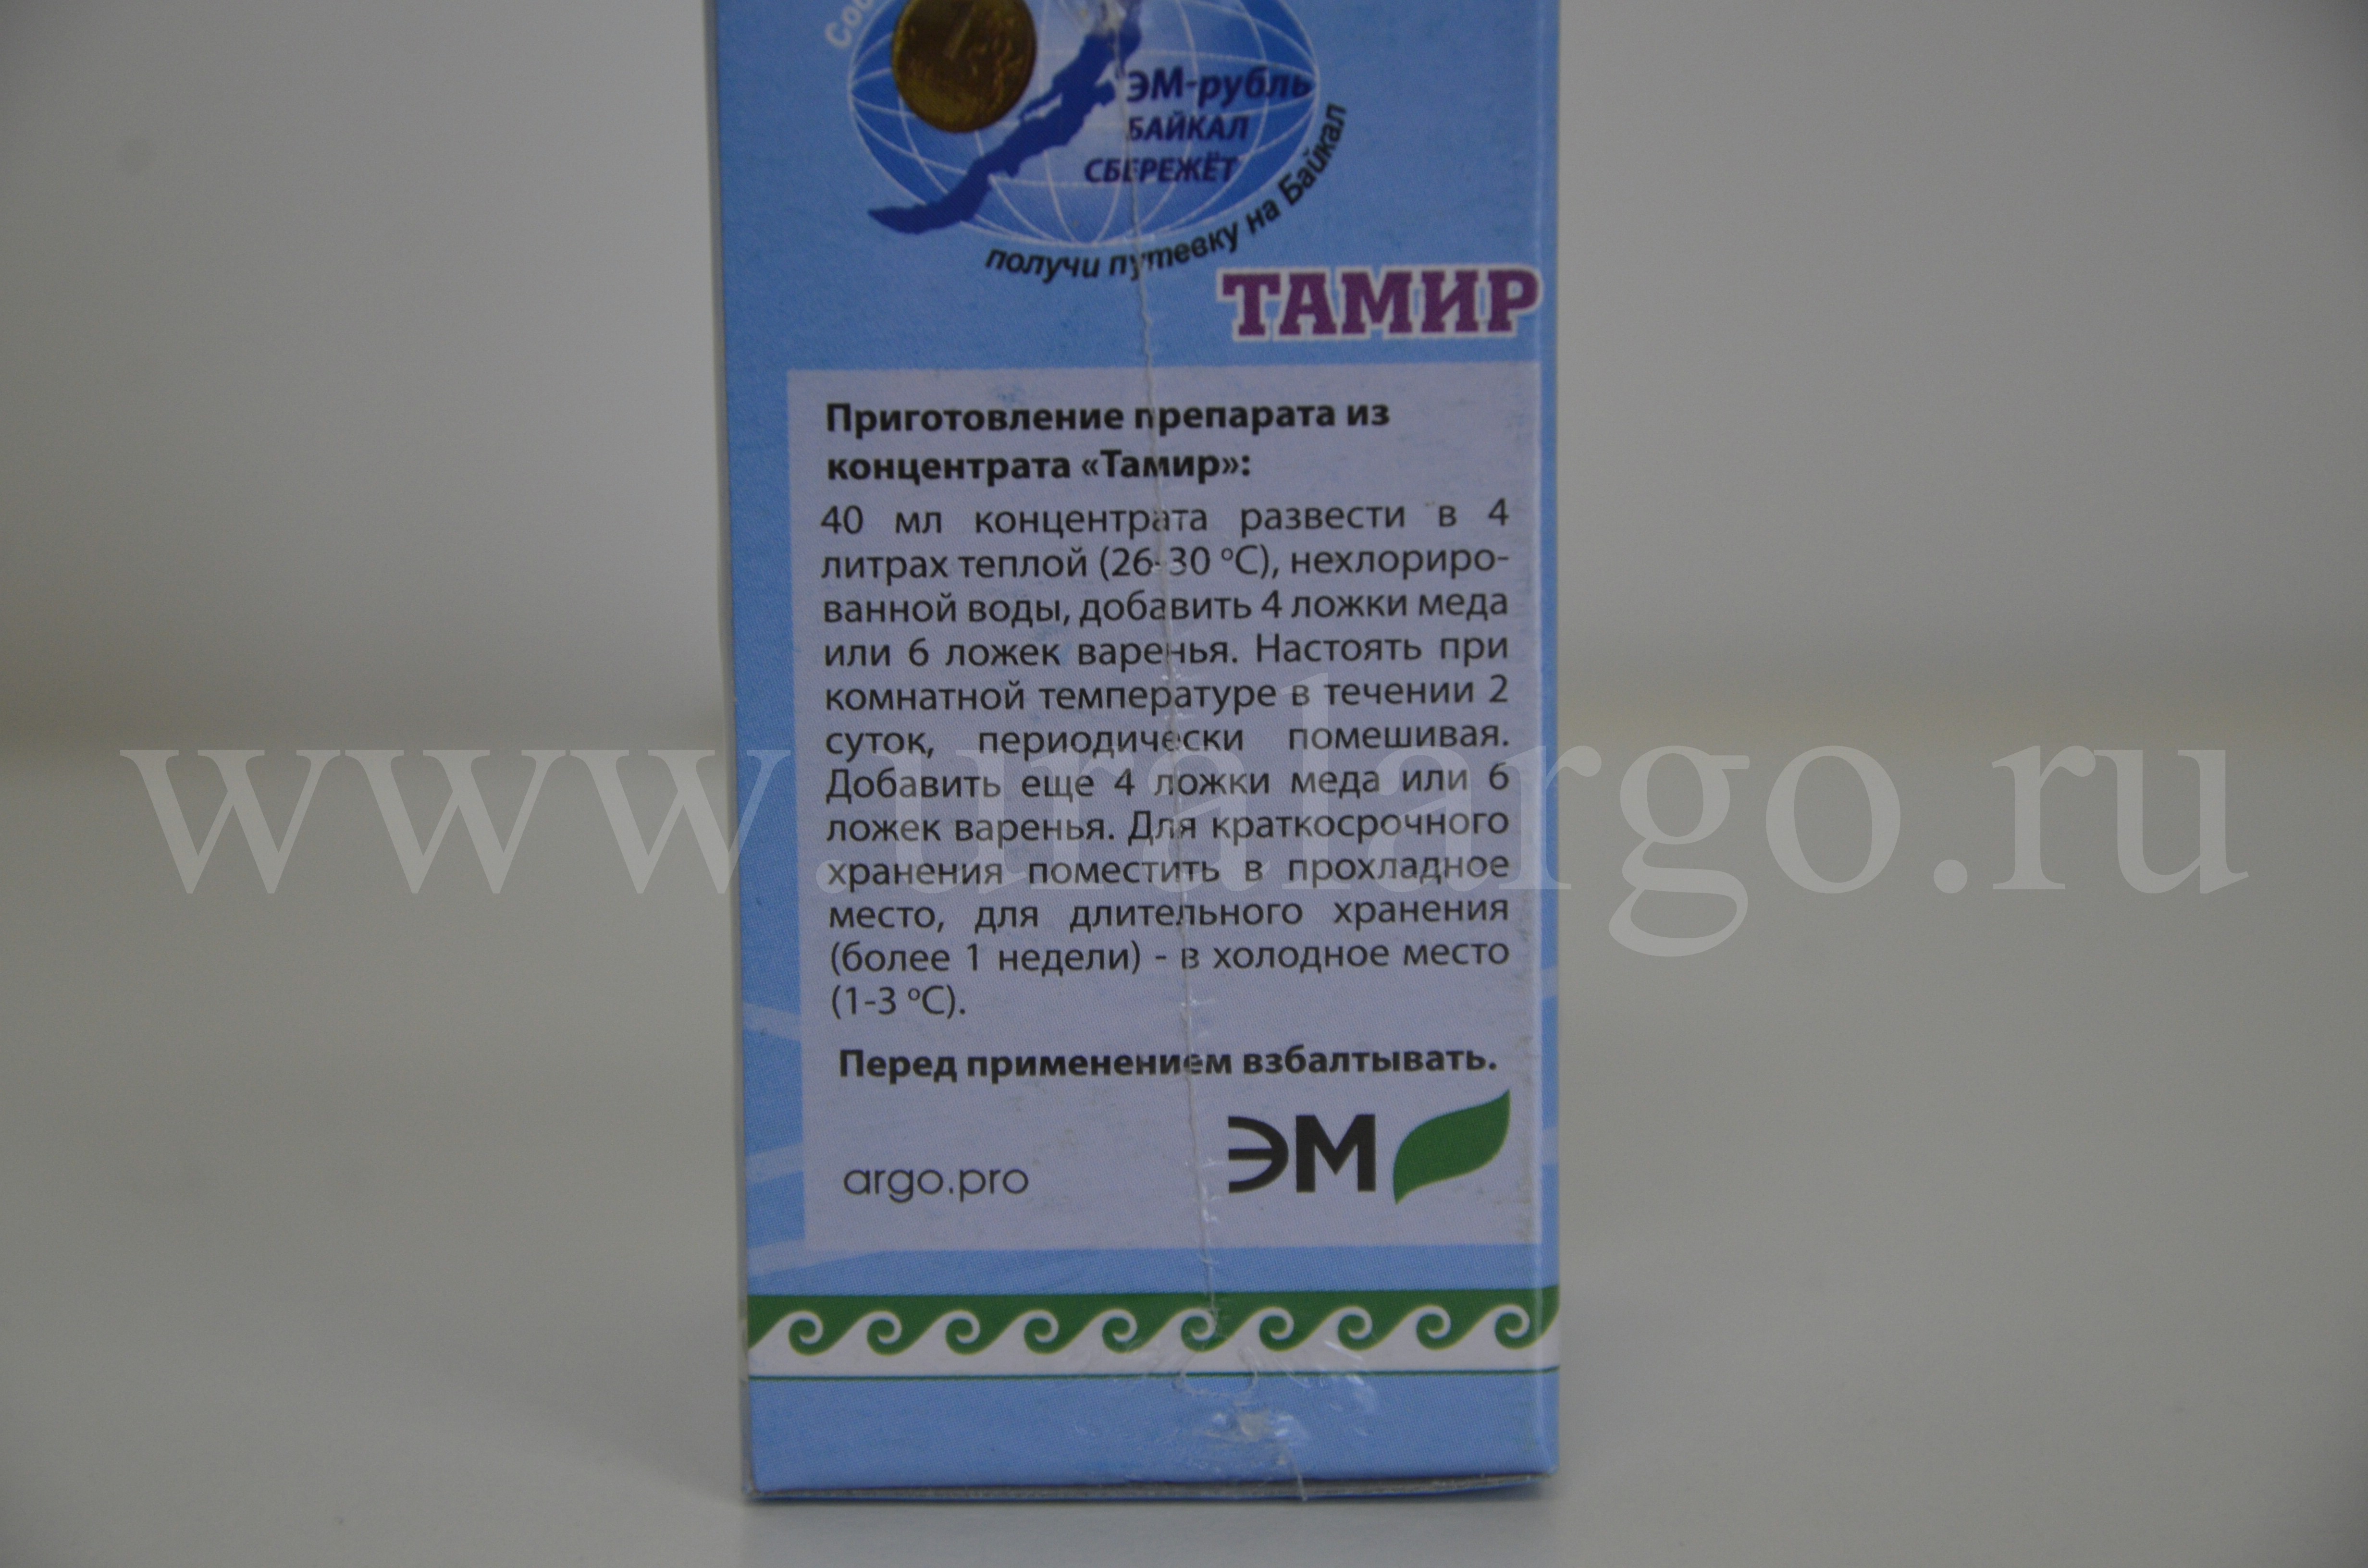 ЭМ-рубль
БАЙКАЛ
СБЕРЕЖЁТ
получи путевку на Байкал
ТАМИР
Приготовление препарата из
концентрата «Тамир»:
40 мл концентрата развести в 4
литрах теплой (26-30 °С), нехлориро-
ванной воды, добавить 4 ложки меда
или 6 ложек варенья. Настоять при
комнатной температуре в течении 2
суток, периодически помешивая.
Добавить еще 4 ложки меда или 6
ложек варенья. Для краткосрочного
хранения поместить в прохладное
место, для длительного хранения
(более 1 недели) - в холодное место
(1-3 °С).
Перед применением взбалтывать.
argo.pro
ЭМ
www.uralargo.ru